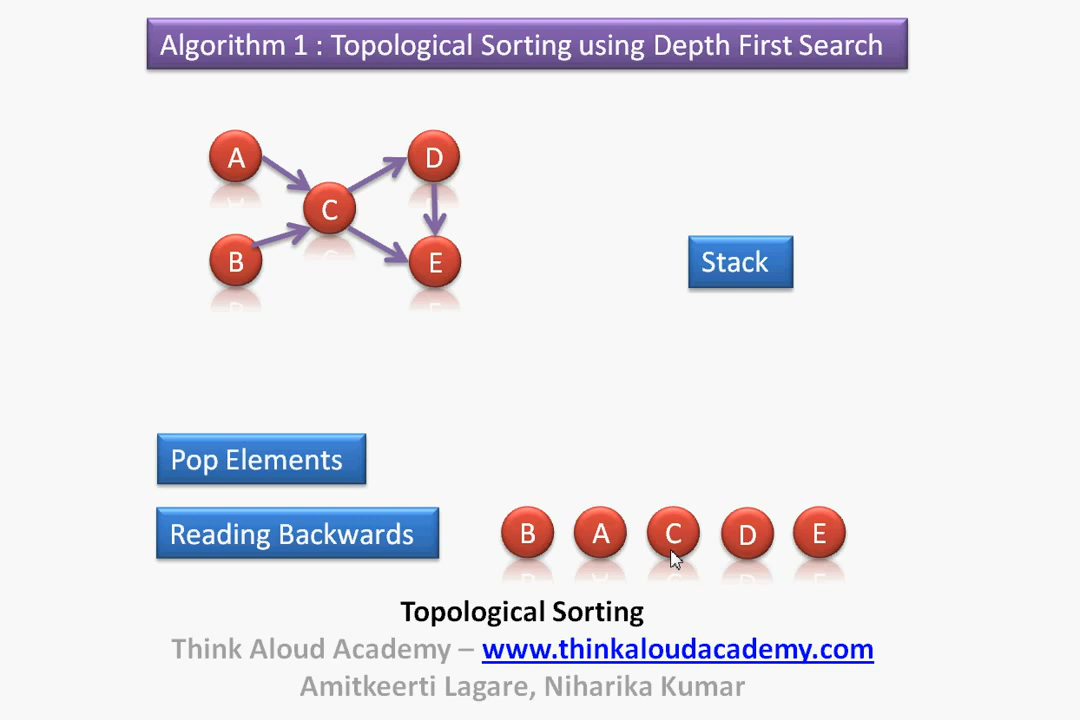 Algorithm 1 : Topological Sorting using Depth First Search
A
D
C
B
E
Stack
Pop Elements
Reading Backwards
B A C D E
Topological Sorting
Think Aloud Academy – www.thinkaloudacademy.com
Amitkeerti Lagare, Niharika Kumar